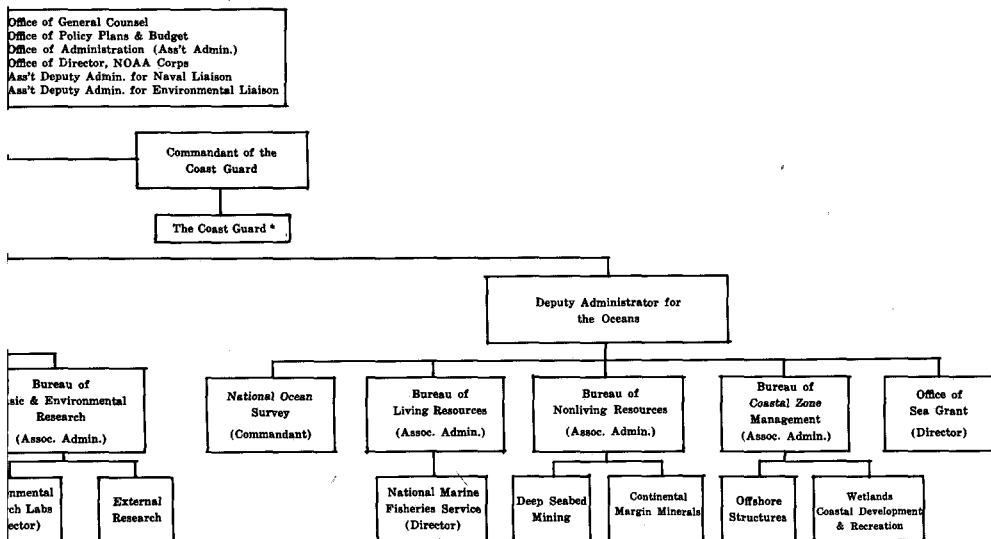 Office of General Counsel
Office of Policy Plans & Budget
Office of Administration (Ass't Admin.)
Office of Director, NOAA Corps
Ass't Deputy Admin. for Naval Liaison
Ass't Deputy Admin. for Environmental Liaison
Commandant of the
Coast Guard
The Coast Guard *
Deputy Administrator for
the Oceans
Bureau of
sic & Environmental
Research
(Assoc. Admin.)
National Ocean
Survey
(Commandant)
Bureau of
Living Resources
(Assoc. Admin.)
Bureau of
Nonliving Resources
(Assoc. Admin.)
Bureau of
Coastal Zone
Management
(Assoc. Admin.)
Office of
Sea Grant
(Director)
nmental
rch Labs
ector)
External
Research
National Marine
Fisheries Service
(Director)
Deep Seabed
Mining
Continental
Margin Minerals
Offshore
Structures
Wetlands
Coastal Development
& Recreation